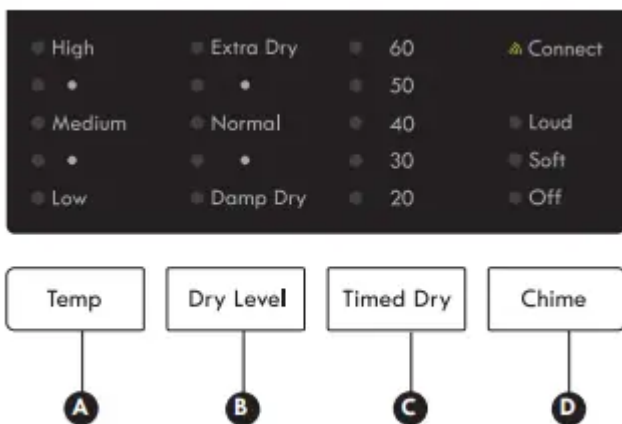 High Extra Dry 60 Connect
50
Medium Normal 40 Loud
30 Soft
Low Damp Dry 20 Off
Temp Dry Level Timed Dry Chime
A B C D